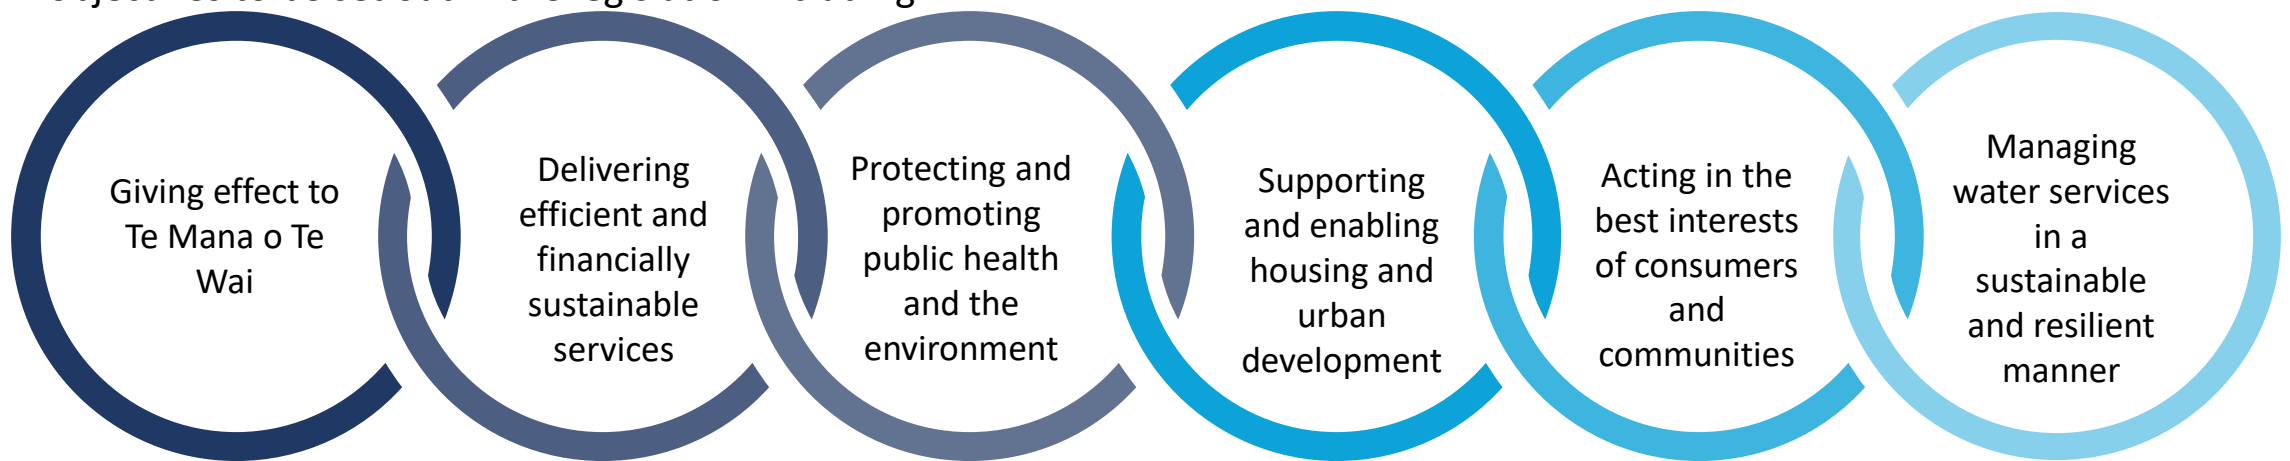 Giving effect to
Te Mana o Te
Wai
Delivering
efficient and
financially
sustainable
services
Protecting and
promoting
public health
and the
environment
Supporting
and enabling
housing and
urban
development
Acting in the
best interests
of consumers
and
communities
Managing
water services
in a
sustainable
and resilient
manner